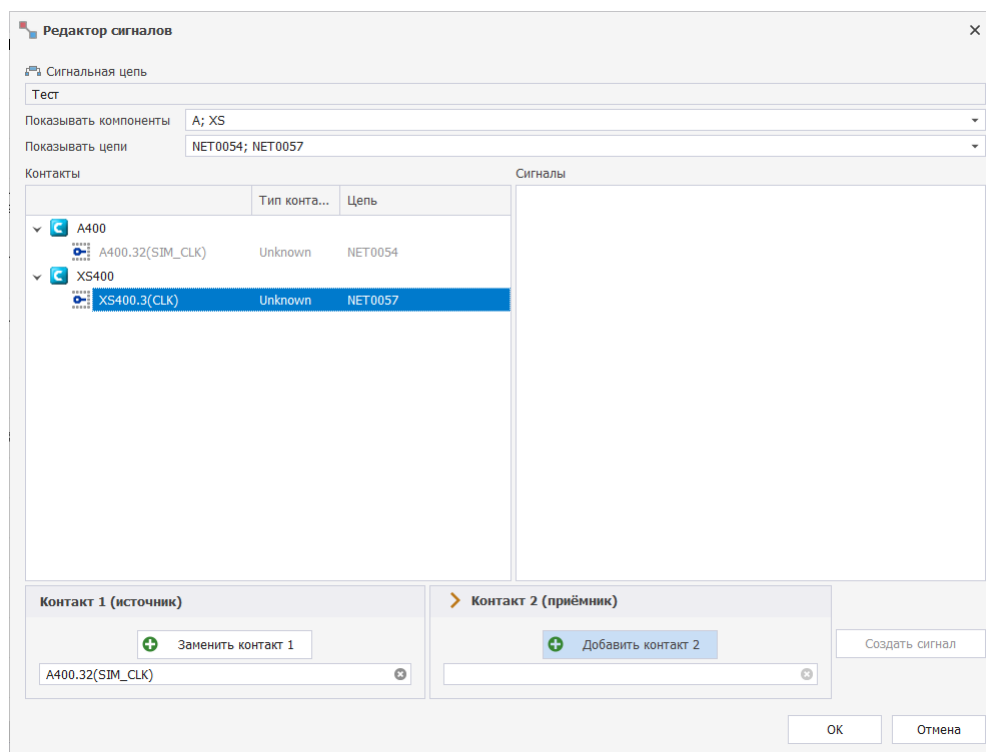 Редактор сигналов
Сигнальная цепь
Тест
Показывать компоненты A; XS
Показывать цепи NET0054; NET0057
Контакты Сигналы
Тип конта... Цепь
C A400
A400.32(SIM_CLK) Unknown NET0054
C XS400
XS400.3(CLK) Unknown NET0057
Контакт 1 (источник) Контакт 2 (приёмник)
Заменить контакт 1 Добавить контакт 2 Создать сигнал
A400.32(SIM_CLK)
ОК Отмена